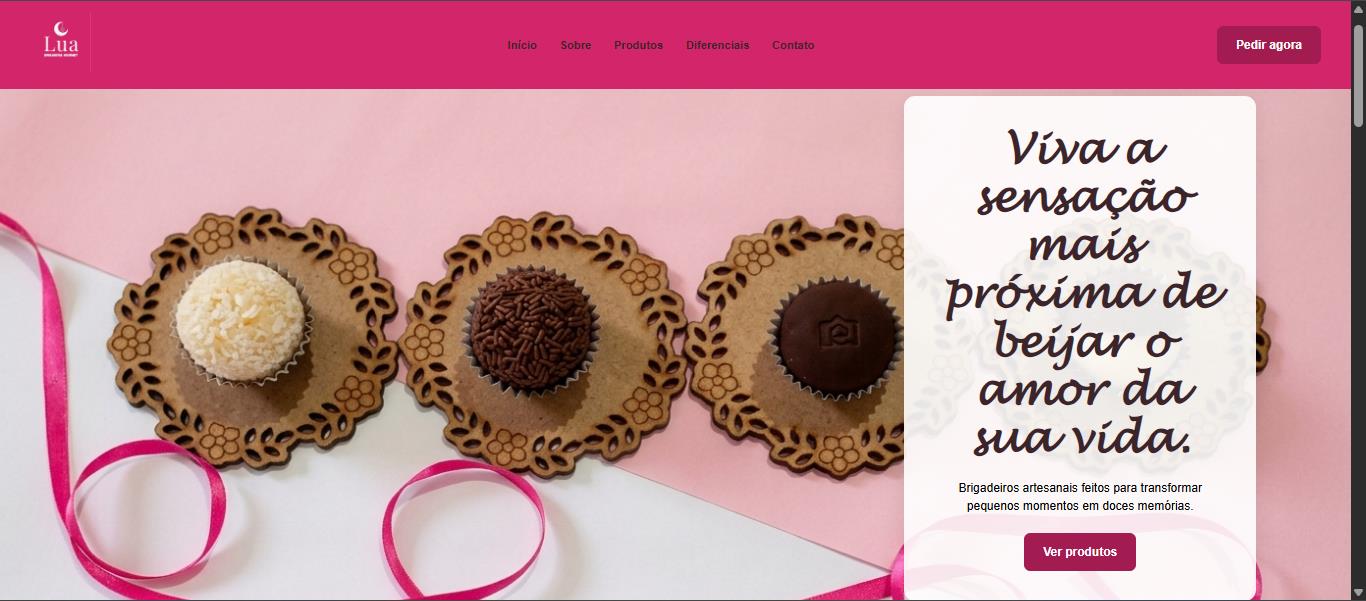 Lua
Início Sobre Produtos Diferenciais Contato
Pedir agora
Viva a
sensação
mais
próxima de
beijar o
amor da
sua vida.
Brigadeiros artesanais feitos para transformar
pequenos momentos em doces memórias.
Ver produtos